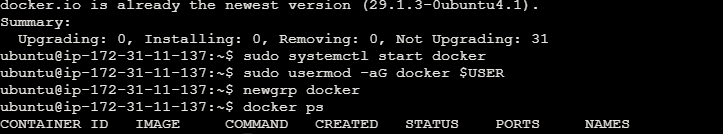 docker.io is already the newest version (29.1.3-0ubuntu4.1).
Summary:
  Upgrading: 0, Installing: 0, Removing: 0, Not Upgrading: 31
ubuntu@ip-172-31-11-137:~$ sudo systemctl start docker
ubuntu@ip-172-31-11-137:~$ sudo usermod -aG docker $USER
ubuntu@ip-172-31-11-137:~$ newgrp docker
ubuntu@ip-172-31-11-137:~$ docker ps
CONTAINER ID   IMAGE     COMMAND   CREATED   STATUS    PORTS     NAMES